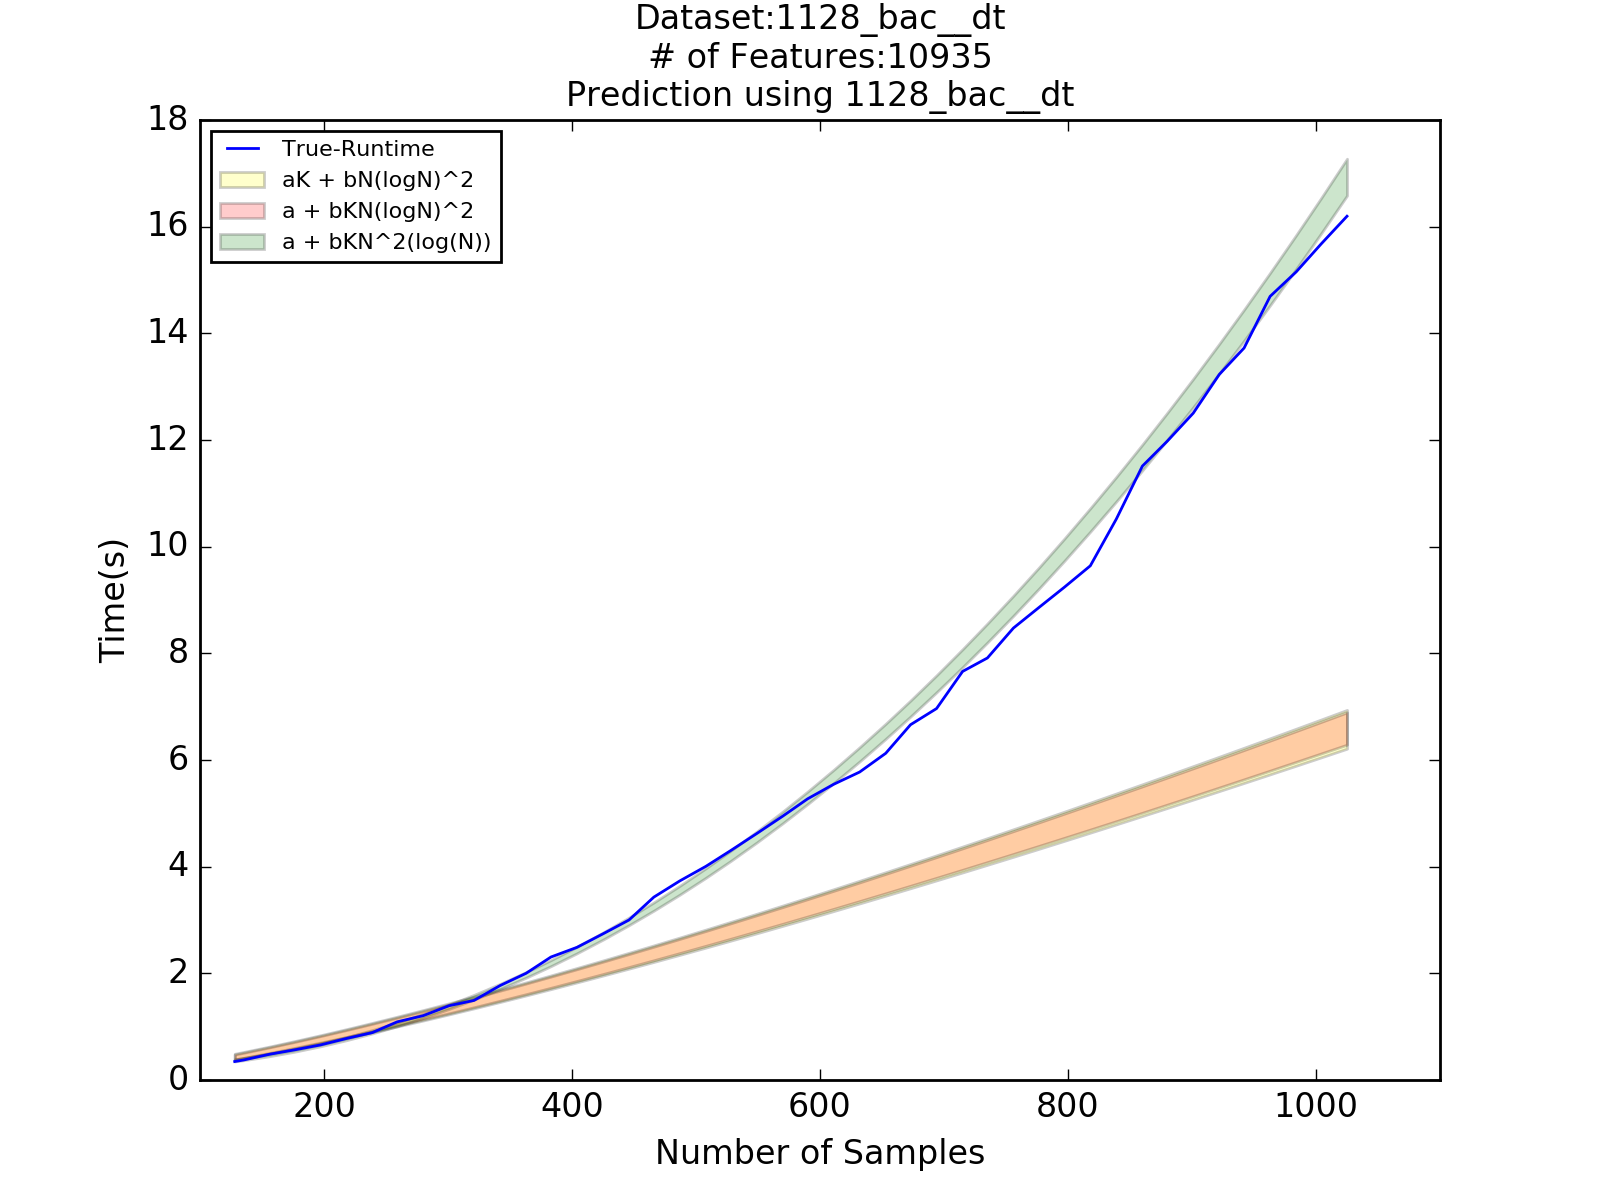 Dataset:1128_bac__dt
# of Features:10935
Prediction using 1128_bac__dt
True-Runtime
aK + bN(logN)^2
a + bKN(logN)^2
a + bKN^2(log(N))
18
16
14
12
10
8
6
4
2
0
Time(s)
200 400 600 800 1000
Number of Samples